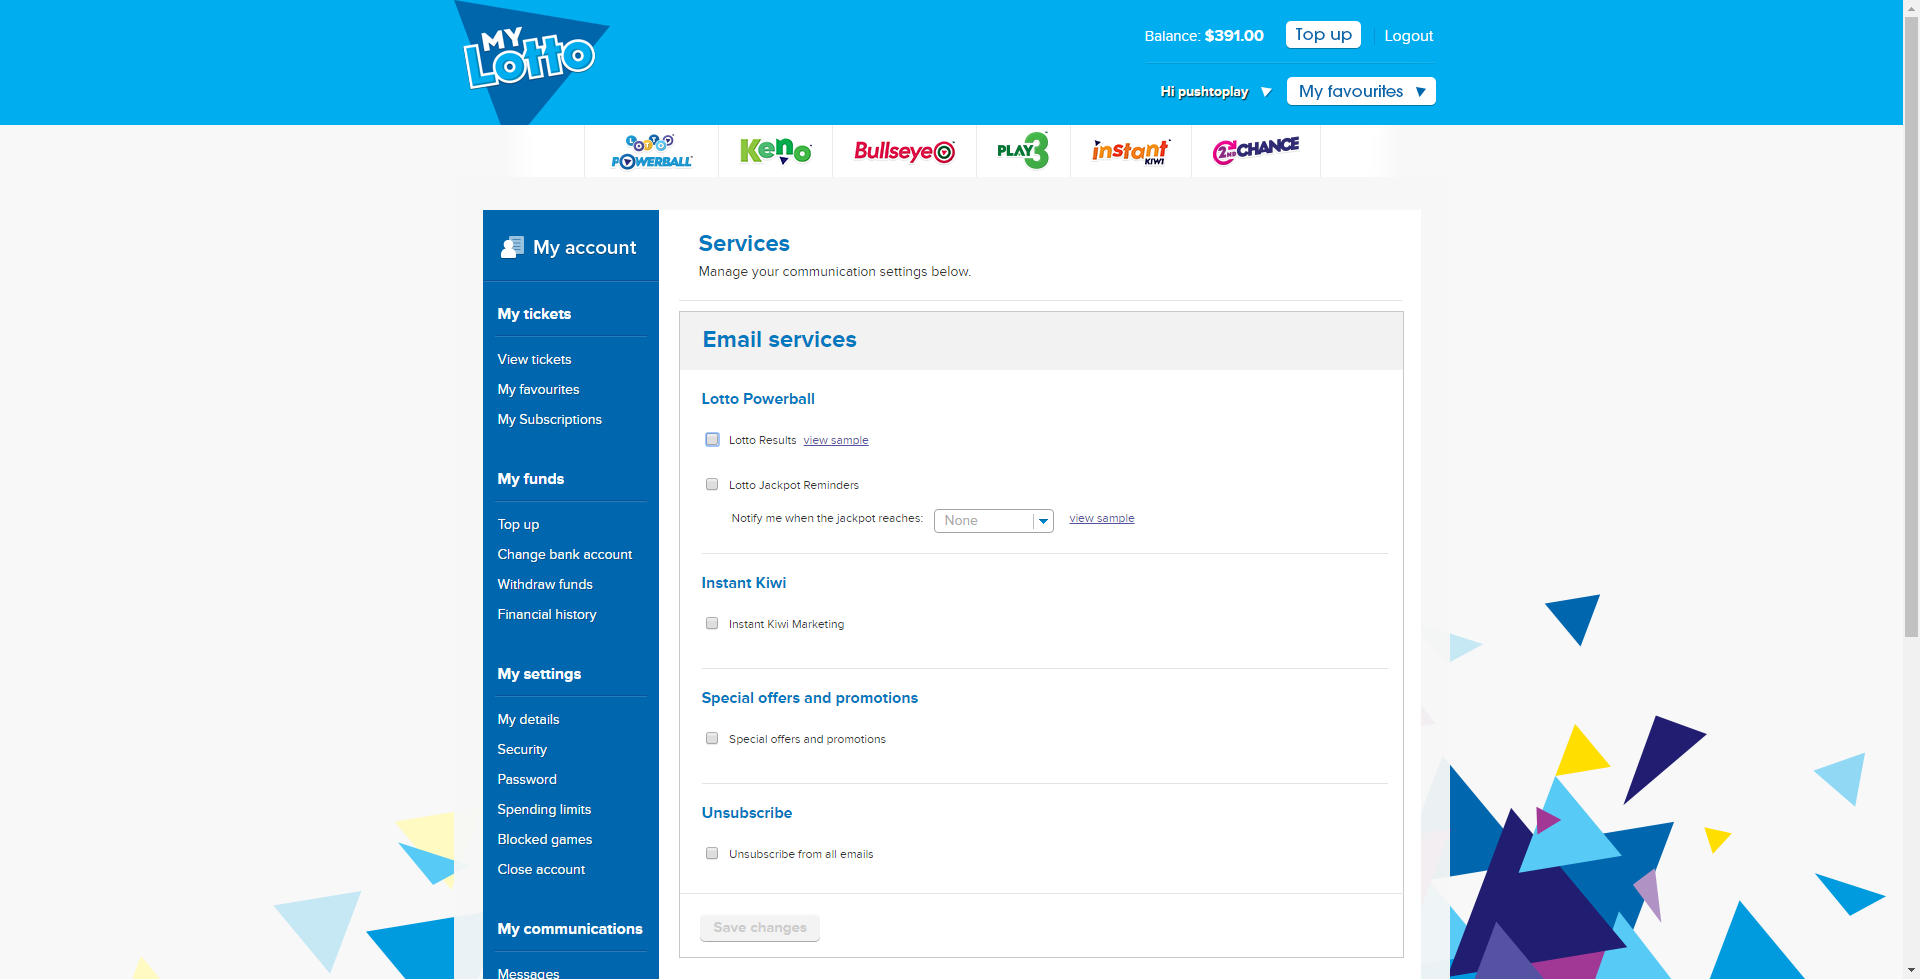 MY
Lotto
Balance: $391.00
Top up
Logout
Hi pushtoplay
My favourites
LOTTO POWERBALL
Keno
Bullseye
PLAY 3
instant KIWI
2ND CHANCE
My account
My tickets
View tickets
My favourites
My Subscriptions
My funds
Top up
Change bank account
Withdraw funds
Financial history
My settings
My details
Security
Password
Spending limits
Blocked games
Close account
My communications
Messages
Services
Manage your communication settings below.
Email services
Lotto Powerball
Lotto Results view sample
Lotto Jackpot Reminders
Notify me when the jackpot reaches: None view sample
Instant Kiwi
Instant Kiwi Marketing
Special offers and promotions
Special offers and promotions
Unsubscribe
Unsubscribe from all emails
Save changes